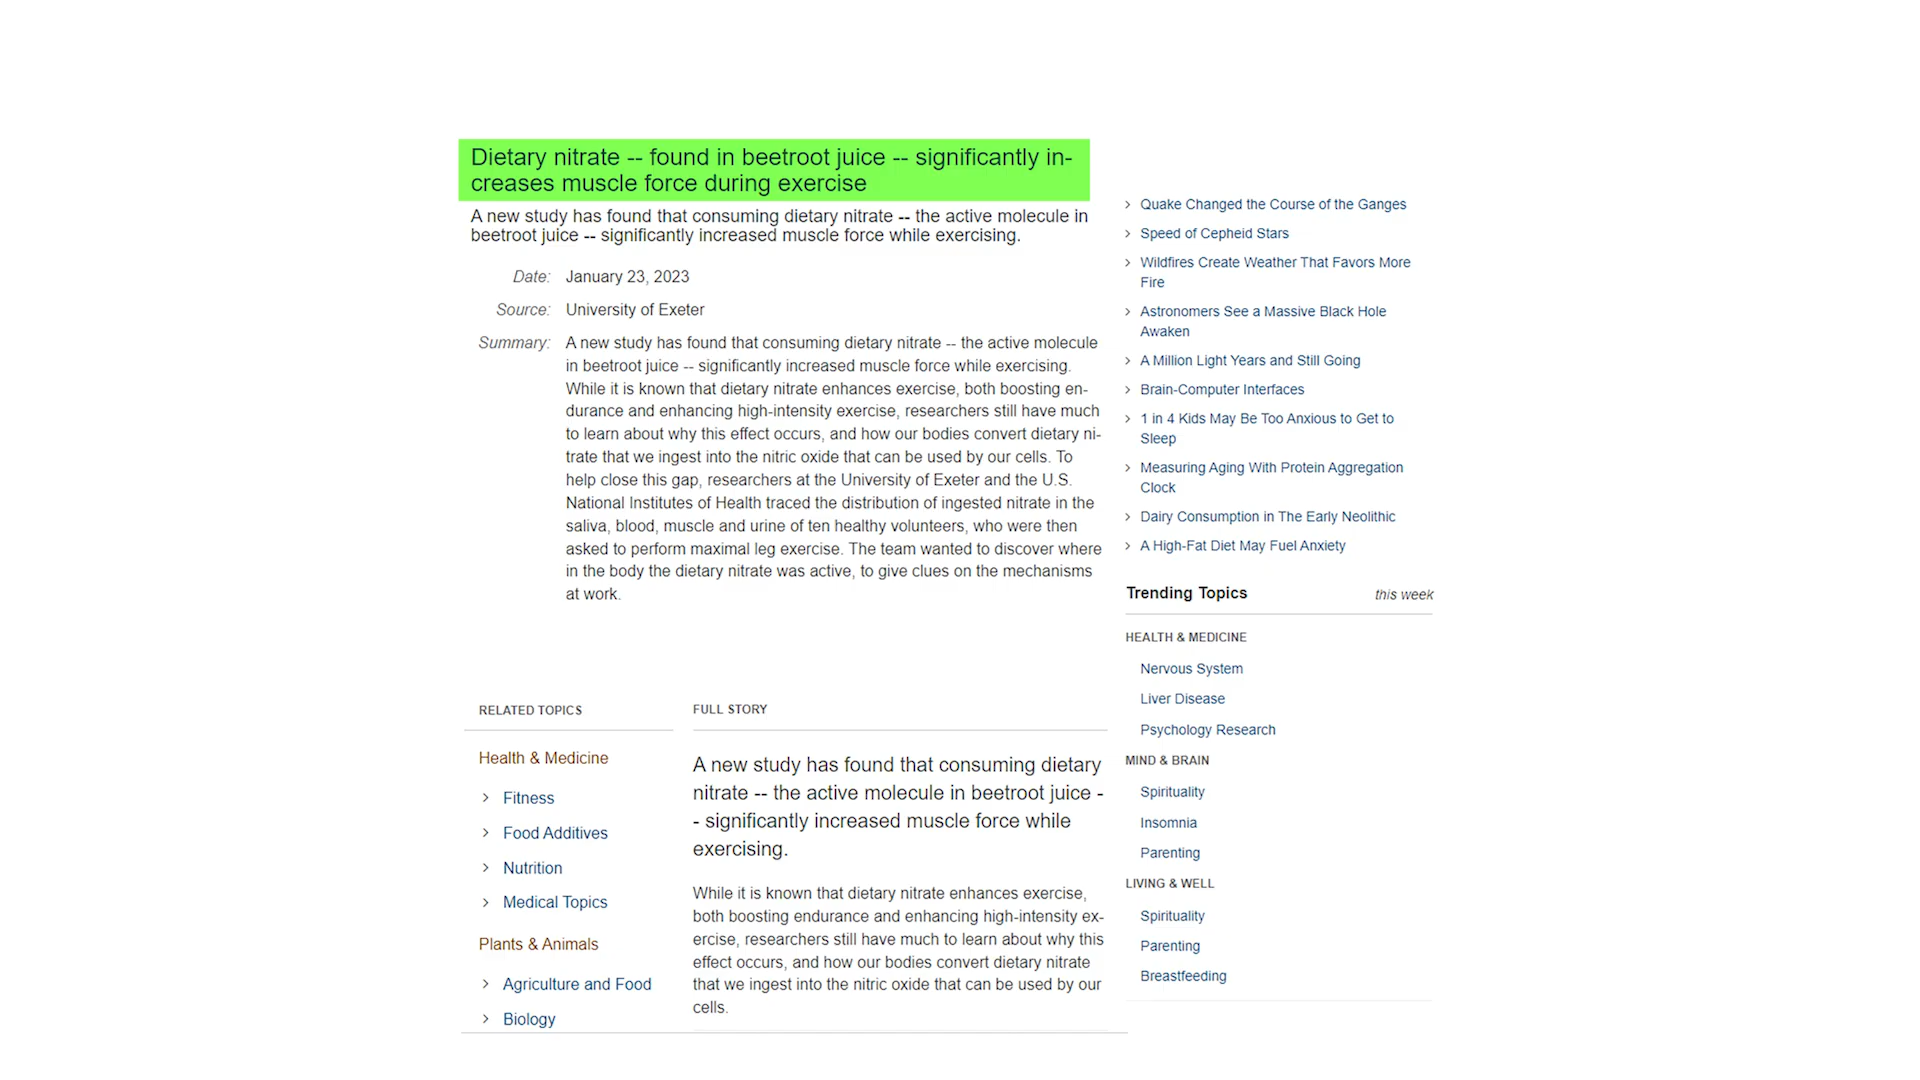 Dietary nitrate -- found in beetroot juice -- significantly in-
creases muscle force during exercise
A new study has found that consuming dietary nitrate -- the active molecule in
beetroot juice -- significantly increased muscle force while exercising.
Date: January 23, 2023
Source: University of Exeter
Summary: A new study has found that consuming dietary nitrate -- the active molecule
in beetroot juice -- significantly increased muscle force while exercising.
While it is known that dietary nitrate enhances exercise, both boosting en-
durance and enhancing high-intensity exercise, researchers still have much
to learn about why this effect occurs, and how our bodies convert dietary ni-
trate that we ingest into the nitric oxide that can be used by our cells. To
help close this gap, researchers at the University of Exeter and the U.S.
National Institutes of Health traced the distribution of ingested nitrate in the
saliva, blood, muscle and urine of ten healthy volunteers, who were then
asked to perform maximal leg exercise. The team wanted to discover where
in the body the dietary nitrate was active, to give clues on the mechanisms
at work.
RELATED TOPICS
Health & Medicine
Fitness
Food Additives
Nutrition
Medical Topics
Plants & Animals
Agriculture and Food
Biology
FULL STORY
A new study has found that consuming dietary
nitrate -- the active molecule in beetroot juice -
- significantly increased muscle force while
exercising.
While it is known that dietary nitrate enhances exercise,
both boosting endurance and enhancing high-intensity ex-
ercise, researchers still have much to learn about why this
effect occurs, and how our bodies convert dietary nitrate
that we ingest into the nitric oxide that can be used by our
cells.
Quake Changed the Course of the Ganges
Speed of Cepheid Stars
Wildfires Create Weather That Favors More
Fire
Astronomers See a Massive Black Hole
Awaken
A Million Light Years and Still Going
Brain-Computer Interfaces
1 in 4 Kids May Be Too Anxious to Get to
Sleep
Measuring Aging With Protein Aggregation
Clock
Dairy Consumption in The Early Neolithic
A High-Fat Diet May Fuel Anxiety
Trending Topics this week
HEALTH & MEDICINE
Nervous System
Liver Disease
Psychology Research
MIND & BRAIN
Spirituality
Insomnia
Parenting
LIVING & WELL
Spirituality
Parenting
Breastfeeding